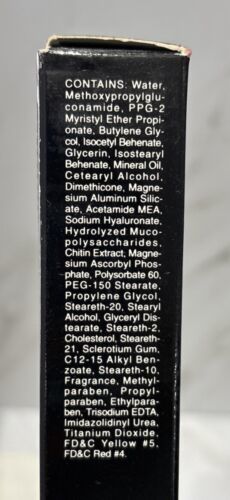 CONTAINS: Water,
Methoxypropylglu-
conamide, PPG-2
Myristyl Ether Propi-
onate, Butylene Gly-
col, Isocetyl Behenate,
Glycerin, Isostearyl
Behenate, Mineral Oil,
Cetearyl Alcohol,
Dimethicone, Magne-
sium Aluminum Silic-
ate, Acetamide MEA,
Sodium Hyaluronate,
Hydrolyzed Muco-
polysaccharides,
Chitin Extract, Magne-
sium Ascorbyl Phos-
phate, Polysorbate 60,
PEG-150 Stearate,
Propylene Glycol,
Steareth-20, Stearyl
Alcohol, Glyceryl Dis-
tearate, Steareth-2,
Cholesterol, Steareth-
21, Sclerotium Gum,
C12-15 Alkyl Ben-
zoate, Steareth-10,
Fragrance, Methyl-
paraben, Propyl-
paraben, Ethylpara-
ben, Trisodium EDTA,
Imidazolidinyl Urea,
Titanium Dioxide,
FD&C Yellow #5,
FD&C Red #4.